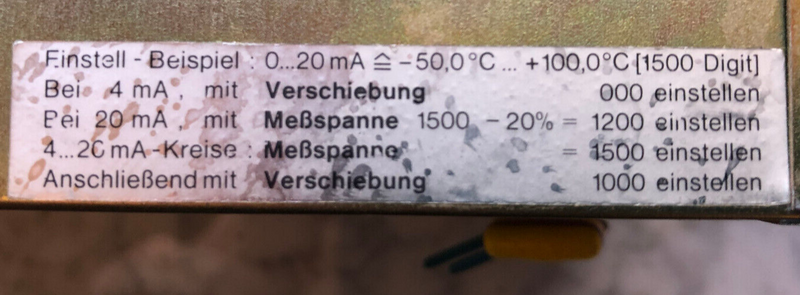 Einstell - Beispiel : 0...20 mA ≙ -50,0°C ... +100,0°C [1500 Digit]
Bei 4 mA , mit Verschiebung 000 einstellen
Bei 20 mA , mit Meßspanne 1500 - 20% = 1200 einstellen
4...20 mA-Kreise : Meßspanne = 1500 einstellen
Anschließend mit Verschiebung 1000 einstellen